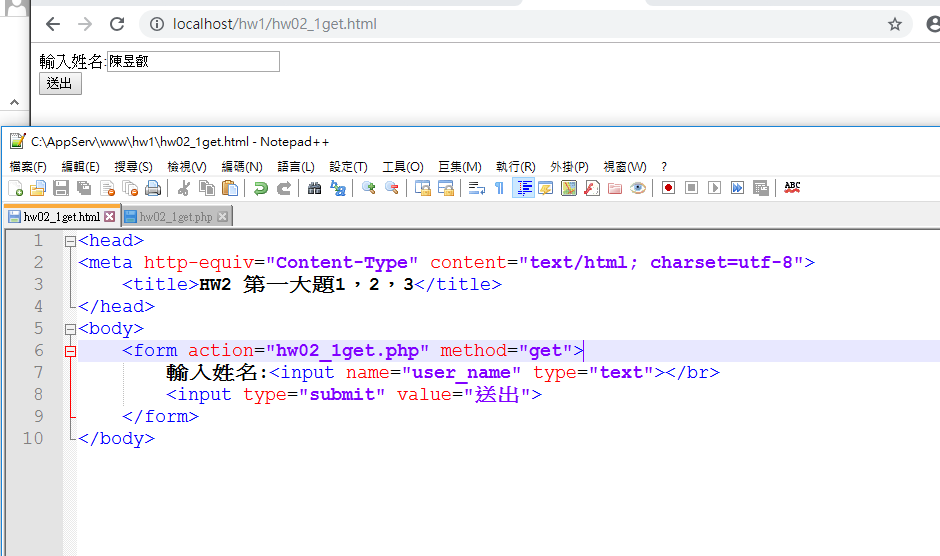 localhost/hw1/hw02_1get.html
輸入姓名:陳昱叡
送出
C:\AppServ\www\hw1\hw02_1get.html - Notepad++
檔案(F) 編輯(E) 搜尋(S) 檢視(V) 編碼(N) 語言(L) 設定(T) 工具(O) 巨集(M) 執行(R) 外掛(P) 視窗(W) ?
ABC
hw02_1get.html hw02_1get.php
1 <head>
2 <meta http-equiv="Content-Type" content="text/html; charset=utf-8">
3 <title>HW2 第一大題1，2，3</title>
4 </head>
5 <body>
6 <form action="hw02_1get.php" method="get">
7 輸入姓名:<input name="user_name" type="text"></br>
8 <input type="submit" value="送出">
9 </form>
10 </body>